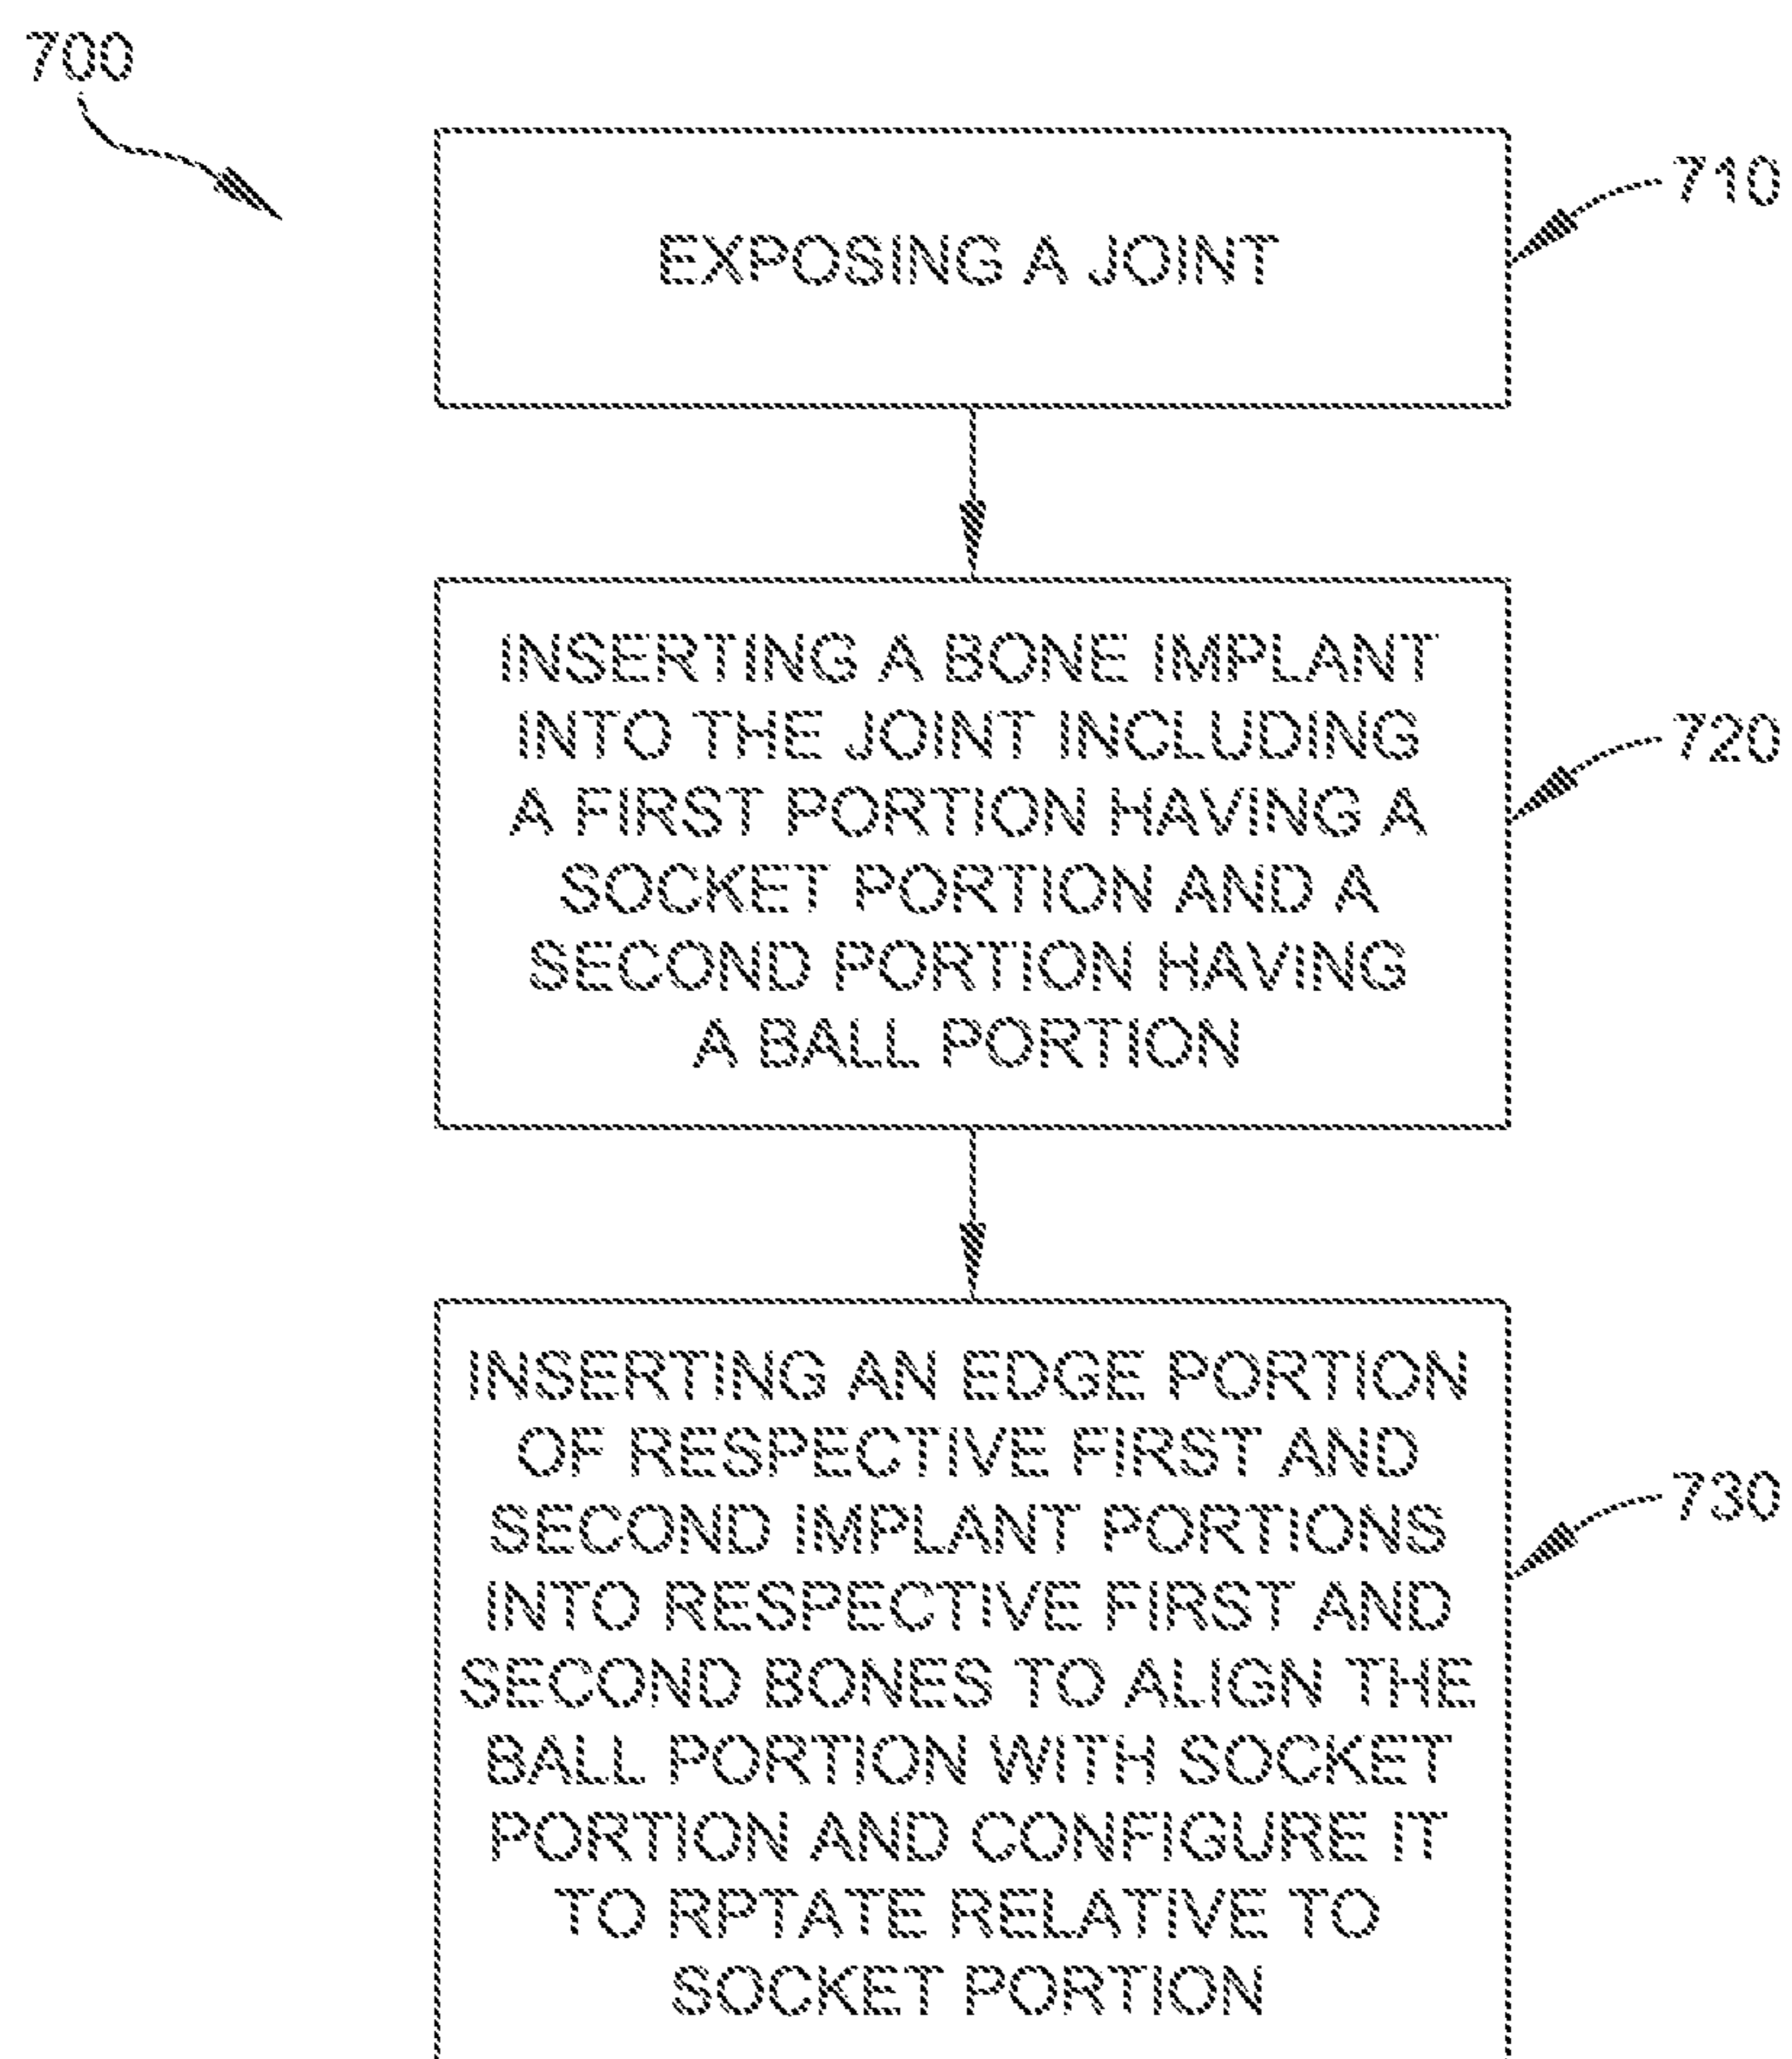 700
EXPOSING A JOINT
710
INSERTING A BONE IMPLANT
INTO THE JOINT INCLUDING
A FIRST PORTION HAVING A
SOCKET PORTION AND A
SECOND PORTION HAVING
A BALL PORTION
720
INSERTING AN EDGE PORTION
OF RESPECTIVE FIRST AND
SECOND IMPLANT PORTIONS
INTO RESPECTIVE FIRST AND
SECOND BONES TO ALIGN THE
BALL PORTION WITH SOCKET
PORTION AND CONFIGURE IT
TO RPTATE RELATIVE TO
SOCKET PORTION
730